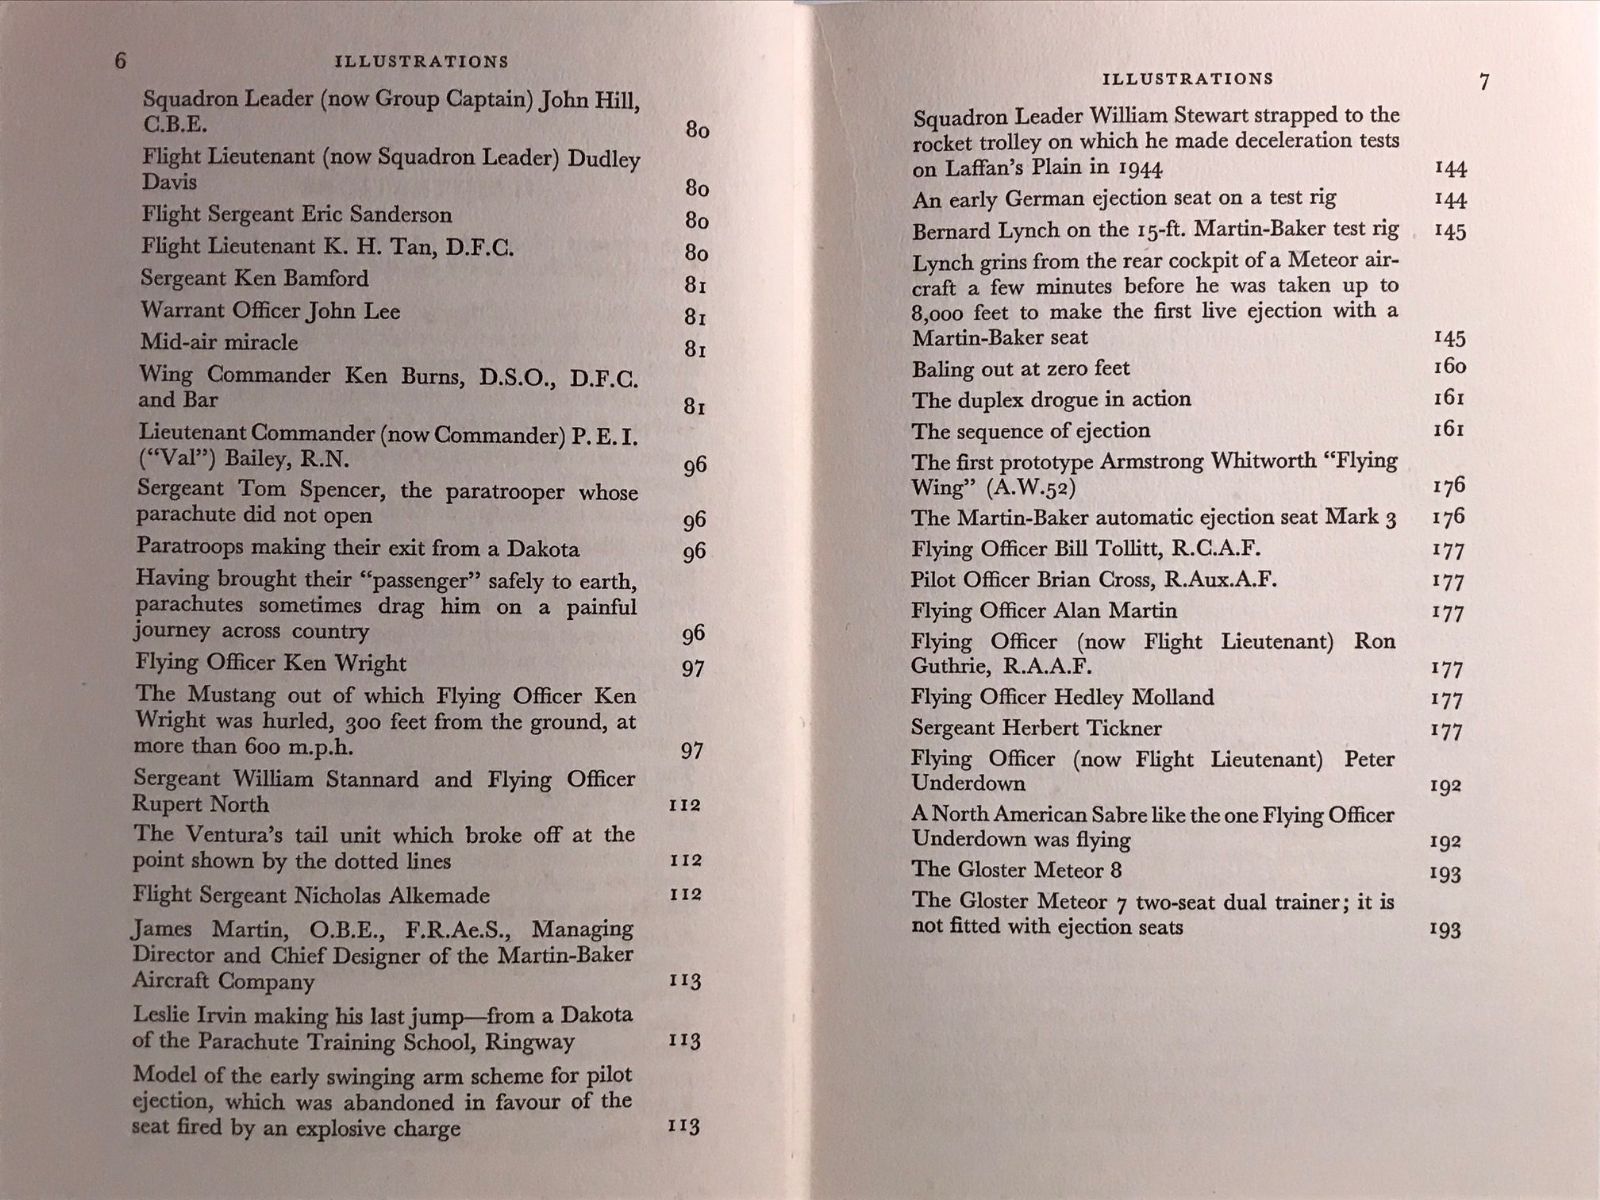 6 ILLUSTRATIONS
Squadron Leader (now Group Captain) John Hill,
C.B.E. 80
Flight Lieutenant (now Squadron Leader) Dudley
Davis 80
Flight Sergeant Eric Sanderson 80
Flight Lieutenant K. H. Tan, D.F.C. 80
Sergeant Ken Bamford 81
Warrant Officer John Lee 81
Mid-air miracle 81
Wing Commander Ken Burns, D.S.O., D.F.C.
and Bar 81
Lieutenant Commander (now Commander) P. E. I.
(“Val”) Bailey, R.N. 96
Sergeant Tom Spencer, the paratrooper whose
parachute did not open 96
Paratroops making their exit from a Dakota 96
Having brought their “passenger” safely to earth,
parachutes sometimes drag him on a painful
journey across country 96
Flying Officer Ken Wright 97
The Mustang out of which Flying Officer Ken
Wright was hurled, 300 feet from the ground, at
more than 600 m.p.h. 97
Sergeant William Stannard and Flying Officer
Rupert North 112
The Ventura’s tail unit which broke off at the
point shown by the dotted lines 112
Flight Sergeant Nicholas Alkemade 112
James Martin, O.B.E., F.R.Ae.S., Managing
Director and Chief Designer of the Martin-Baker
Aircraft Company 113
Leslie Irvin making his last jump—from a Dakota
of the Parachute Training School, Ringway 113
Model of the early swinging arm scheme for pilot
ejection, which was abandoned in favour of the
seat fired by an explosive charge 113
ILLUSTRATIONS 7
Squadron Leader William Stewart strapped to the
rocket trolley on which he made deceleration tests
on Laffan’s Plain in 1944 144
An early German ejection seat on a test rig 144
Bernard Lynch on the 15-ft. Martin-Baker test rig 145
Lynch grins from the rear cockpit of a Meteor air-
craft a few minutes before he was taken up to
8,000 feet to make the first live ejection with a
Martin-Baker seat 145
Baling out at zero feet 160
The duplex drogue in action 161
The sequence of ejection 161
The first prototype Armstrong Whitworth “Flying
Wing” (A.W.52) 176
The Martin-Baker automatic ejection seat Mark 3 176
Flying Officer Bill Tollitt, R.C.A.F. 177
Pilot Officer Brian Cross, R.Aux.A.F. 177
Flying Officer Alan Martin 177
Flying Officer (now Flight Lieutenant) Ron
Guthrie, R.A.A.F. 177
Flying Officer Hedley Molland 177
Sergeant Herbert Tickner 177
Flying Officer (now Flight Lieutenant) Peter
Underdown 192
A North American Sabre like the one Flying Officer
Underdown was flying 192
The Gloster Meteor 8 193
The Gloster Meteor 7 two-seat dual trainer; it is
not fitted with ejection seats 193